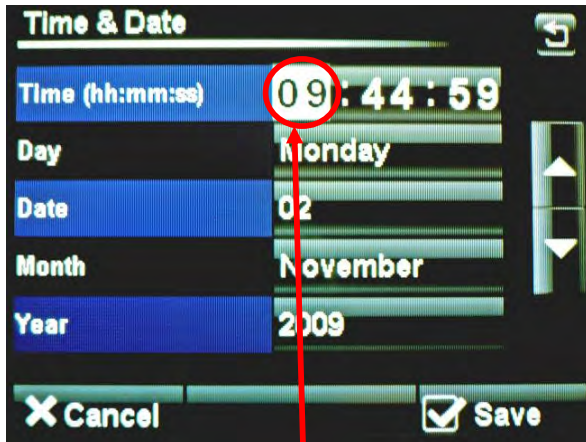 Time & Date
Time (hh:mm:ss) 09:44:59
Day Monday
Date 02
Month November
Year 2009
Cancel Save